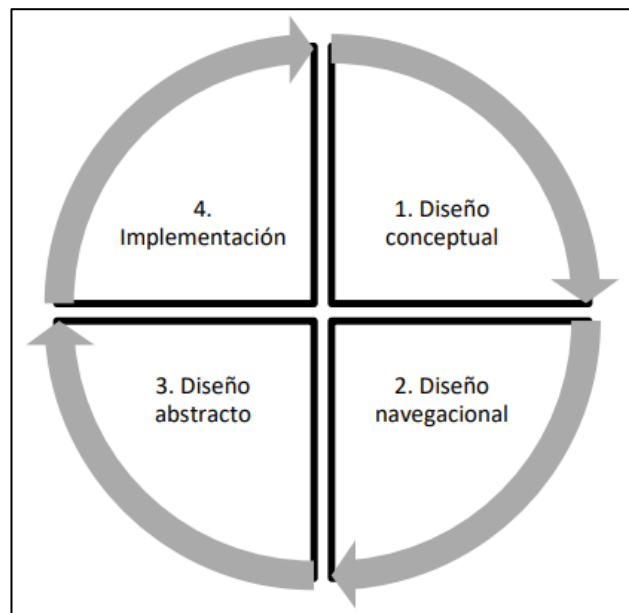 1. Diseño
conceptual
2. Diseño
navegacional
3. Diseño
abstracto
4.
Implementación